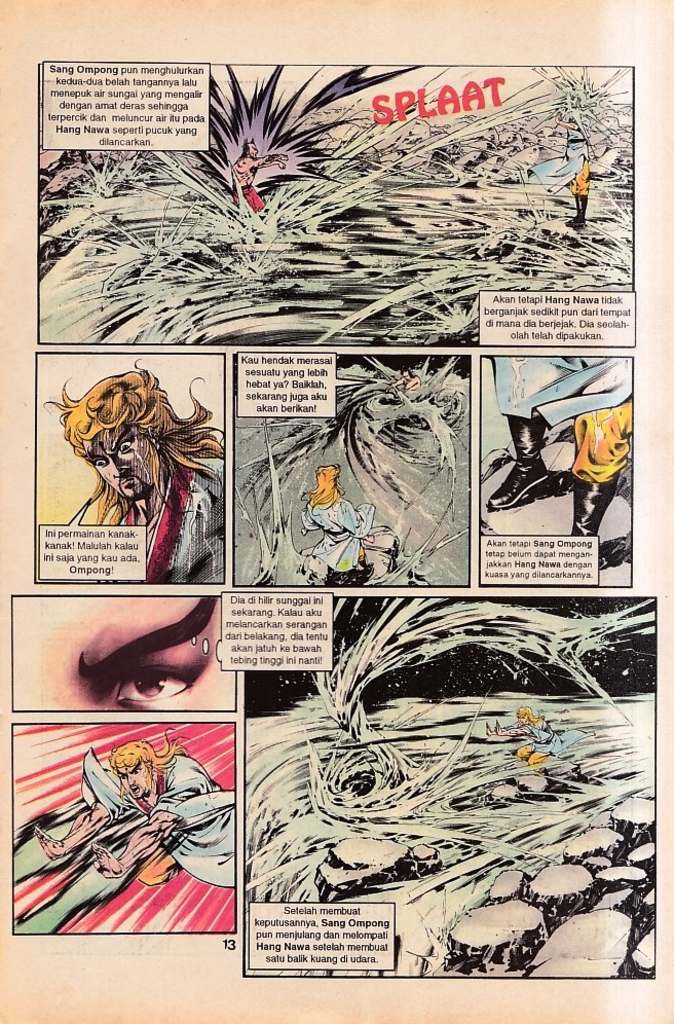 Sang Ompong pun menghulurkan
kedua-dua belah tangannya lalu
menepuk air sungai yang mengalir
dengan amat deras sehingga
terpercik dan meluncur air itu pada
Hang Nawa seperti pucuk yang
dilancarkan.
SPLAAT
Akan tetapi Hang Nawa tidak
berganjak sedikit pun dari tempat
di mana dia berjejak. Dia seolah-
olah telah dipakukan.
Ini permainan kanak-
kanak! Malulah kalau
ini saja yang kau ada,
Ompong!
Kau hendak merasai
sesuatu yang lebih
hebat ya? Baiklah,
sekarang juga aku
akan berikan!
Akan tetapi Sang Ompong
tetap belum dapat mengan-
jakkan Hang Nawa dengan
kuasa yang dilancarkannya.
Dia di hilir sunggai ini
sekarang. Kalau aku
melancarkan serangan
dari belakang, dia tentu
akan jatuh ke bawah
tebing tinggi ini nanti!
Setelah membuat
keputusannya, Sang Ompong
pun menjulang dan melompati
Hang Nawa setelah membuat
satu balik kuang di udara.
13